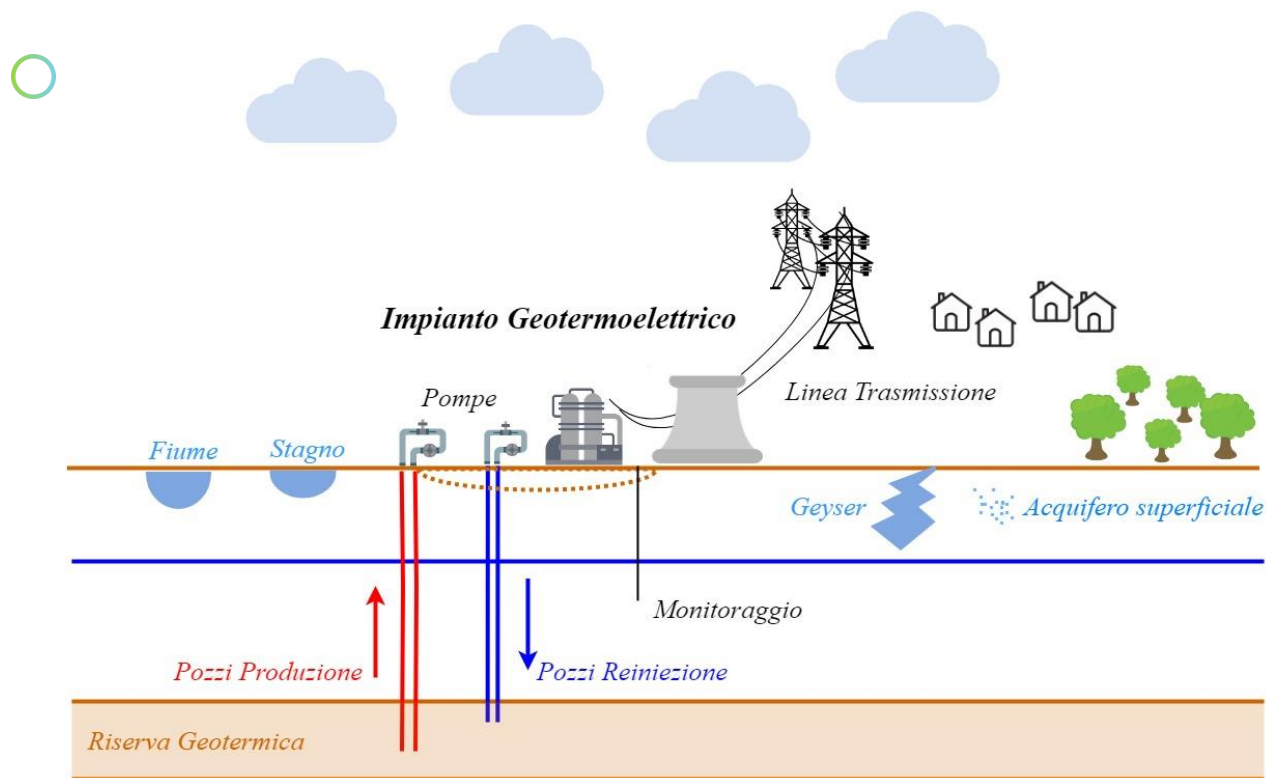 Impianto Geotermoelettrico
Pompe
Linea Trasmissione
Fiume
Stagno
Geyser
Acquifero superficiale
Monitoraggio
Pozzi Produzione
Pozzi Reiniezione
Riserva Geotermica